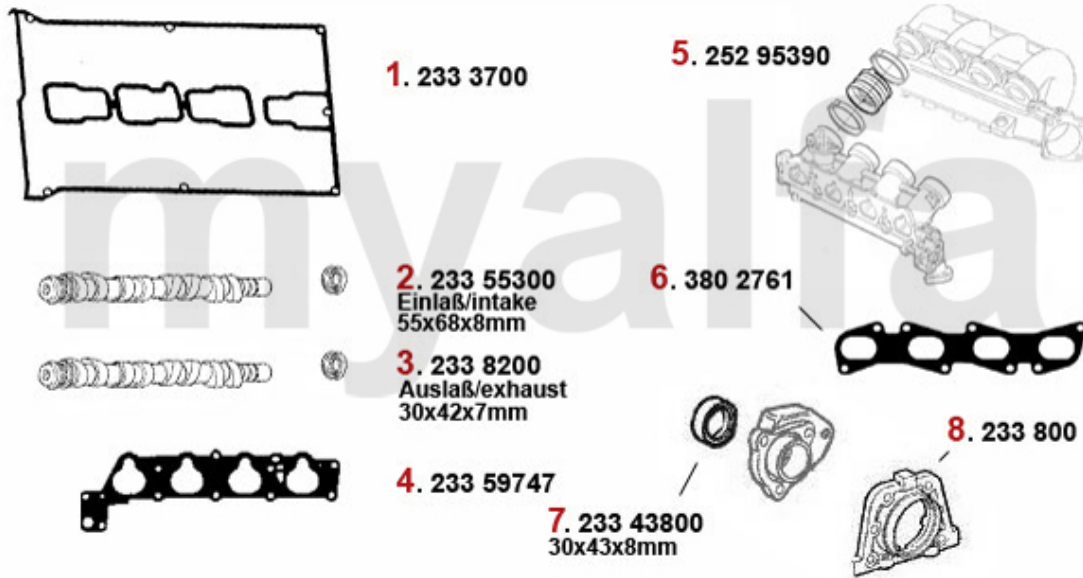 1. 233 3700
2. 233 55300
Einlaß/intake
55x68x8mm
3. 233 8200
Auslaß/exhaust
30x42x7mm
4. 233 59747
5. 252 95390
6. 380 2761
7. 233 43800
30x43x8mm
8. 233 800
myalfa